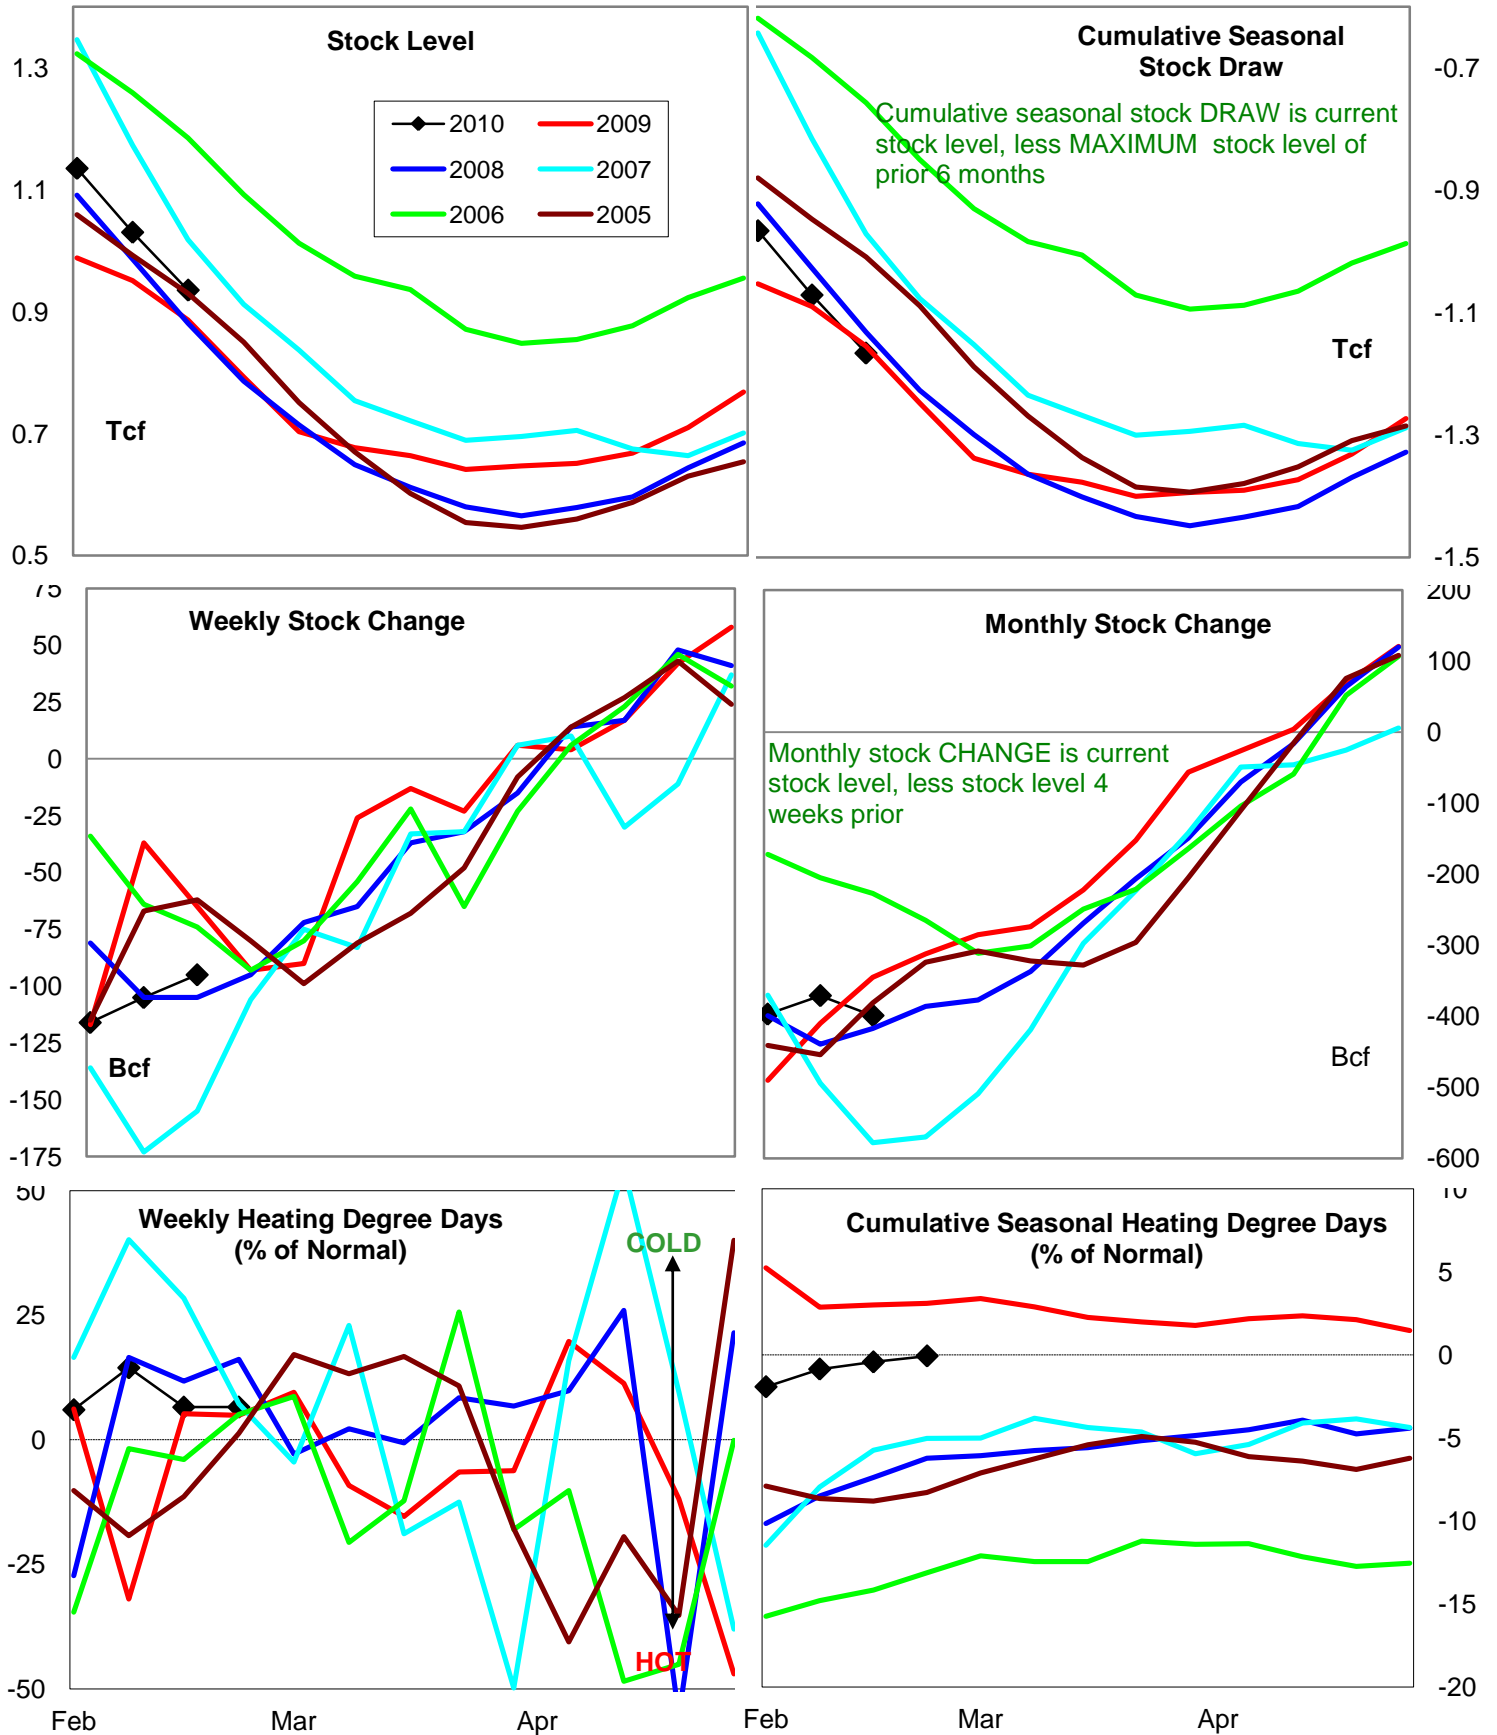 Stock Level
1.3
1.1
0.9
0.7
0.5
2010
2009
2008
2007
2006
2005
Tcf
Cumulative Seasonal
Stock Draw
Cumulative seasonal stock DRAW is current
stock level, less MAXIMUM stock level of
prior 6 months
Tcf
-0.7
-0.9
-1.1
-1.3
-1.5
Weekly Stock Change
75
50
25
0
-25
-50
-75
-100
-125
-150
-175
Bcf
Monthly Stock Change
Monthly stock CHANGE is current
stock level, less stock level 4
weeks prior
Bcf
200
100
0
-100
-200
-300
-400
-500
-600
Weekly Heating Degree Days
(% of Normal)
COLD
HOT
50
25
0
-25
-50
Feb
Mar
Apr
Cumulative Seasonal Heating Degree Days
(% of Normal)
10
5
0
-5
-10
-15
-20
Feb
Mar
Apr